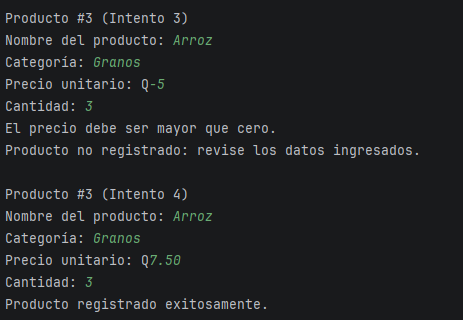 Producto #3 (Intento 3)
Nombre del producto: Arroz
Categoría: Granos
Precio unitario: Q-5
Cantidad: 3
El precio debe ser mayor que cero.
Producto no registrado: revise los datos ingresados.

Producto #3 (Intento 4)
Nombre del producto: Arroz
Categoría: Granos
Precio unitario: Q7.50
Cantidad: 3
Producto registrado exitosamente.